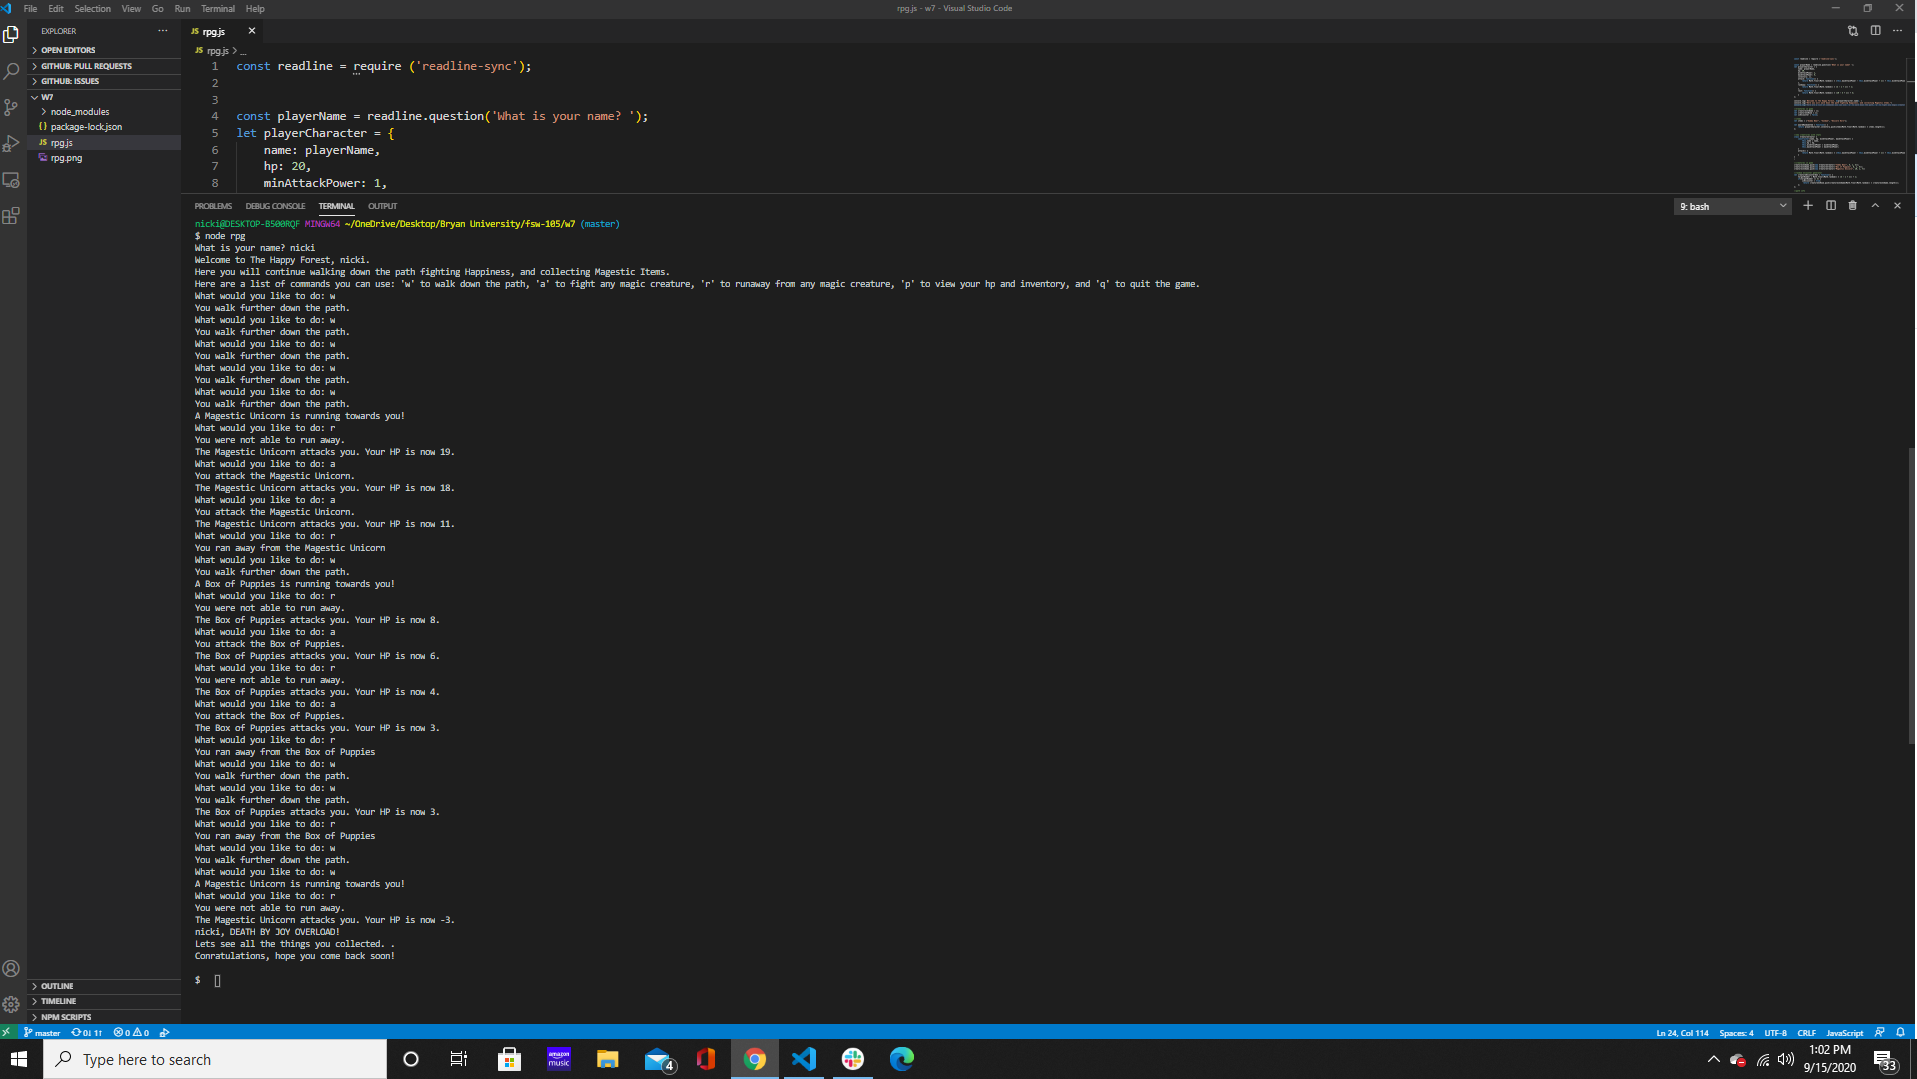 File Edit Selection View Go Run Terminal Help
rpg.js - w7 - Visual Studio Code
EXPLORER
OPEN EDITORS
GITHUB: PULL REQUESTS
GITHUB: ISSUES
W7
node_modules
{} package-lock.json
JS rpg.js
rpg.png
OUTLINE
TIMELINE
NPM SCRIPTS
JS rpg.js
JS rpg.js > ...
1 const readline = require ('readline-sync');
2
3
4 const playerName = readline.question('What is your name? ');
5 let playerCharacter = {
6 name: playerName,
7 hp: 20,
8 minAttackPower: 1,
PROBLEMS DEBUG CONSOLE TERMINAL OUTPUT
9: bash
nicki@DESKTOP-B500RQF MINGW64 ~/OneDrive/Desktop/Bryan University/fsw-105/w7 (master)
$ node rpg
What is your name? nicki
Welcome to The Happy Forest, nicki.
Here you will continue walking down the path fighting Happiness, and collecting Magestic Items.
Here are a list of commands you can use: 'w' to walk down the path, 'a' to fight any magic creature, 'r' to runaway from any magic creature, 'p' to view your hp and inventory, and 'q' to quit the game.
What would you like to do: w
You walk further down the path.
What would you like to do: w
You walk further down the path.
What would you like to do: w
You walk further down the path.
What would you like to do: w
You walk further down the path.
What would you like to do: w
You walk further down the path.
A Magestic Unicorn is running towards you!
What would you like to do: r
You were not able to run away.
The Magestic Unicorn attacks you. Your HP is now 19.
What would you like to do: a
You attack the Magestic Unicorn.
The Magestic Unicorn attacks you. Your HP is now 18.
What would you like to do: a
You attack the Magestic Unicorn.
The Magestic Unicorn attacks you. Your HP is now 11.
What would you like to do: r
You ran away from the Magestic Unicorn
What would you like to do: w
You walk further down the path.
A Box of Puppies is running towards you!
What would you like to do: r
You were not able to run away.
The Box of Puppies attacks you. Your HP is now 8.
What would you like to do: a
You attack the Box of Puppies.
The Box of Puppies attacks you. Your HP is now 6.
What would you like to do: r
You were not able to run away.
The Box of Puppies attacks you. Your HP is now 4.
What would you like to do: a
You attack the Box of Puppies.
The Box of Puppies attacks you. Your HP is now 3.
What would you like to do: r
You ran away from the Box of Puppies
What would you like to do: w
You walk further down the path.
What would you like to do: w
You walk further down the path.
The Box of Puppies attacks you. Your HP is now 3.
What would you like to do: r
You ran away from the Box of Puppies
What would you like to do: w
You walk further down the path.
What would you like to do: w
A Magestic Unicorn is running towards you!
What would you like to do: r
You were not able to run away.
The Magestic Unicorn attacks you. Your HP is now -3.
nicki, DEATH BY JOY OVERLOAD!
Lets see all the things you collected. .
Conratulations, hope you come back soon!
$
master 0↓ 1↑ 0 0
Ln 24, Col 114 Spaces: 4 UTF-8 CRLF JavaScript
Type here to search
amazon music
4
1:02 PM
9/15/2020
33